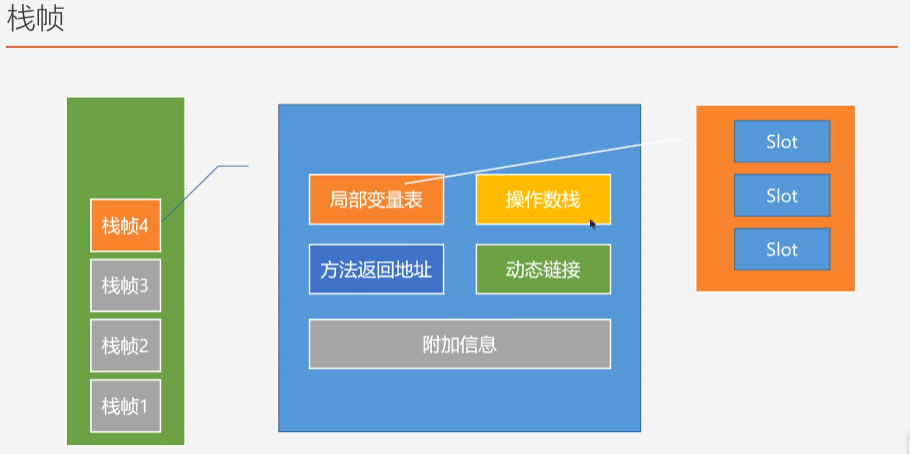 栈帧
栈帧4
栈帧3
栈帧2
栈帧1
局部变量表
操作数栈
方法返回地址
动态链接
附加信息
Slot
Slot
Slot